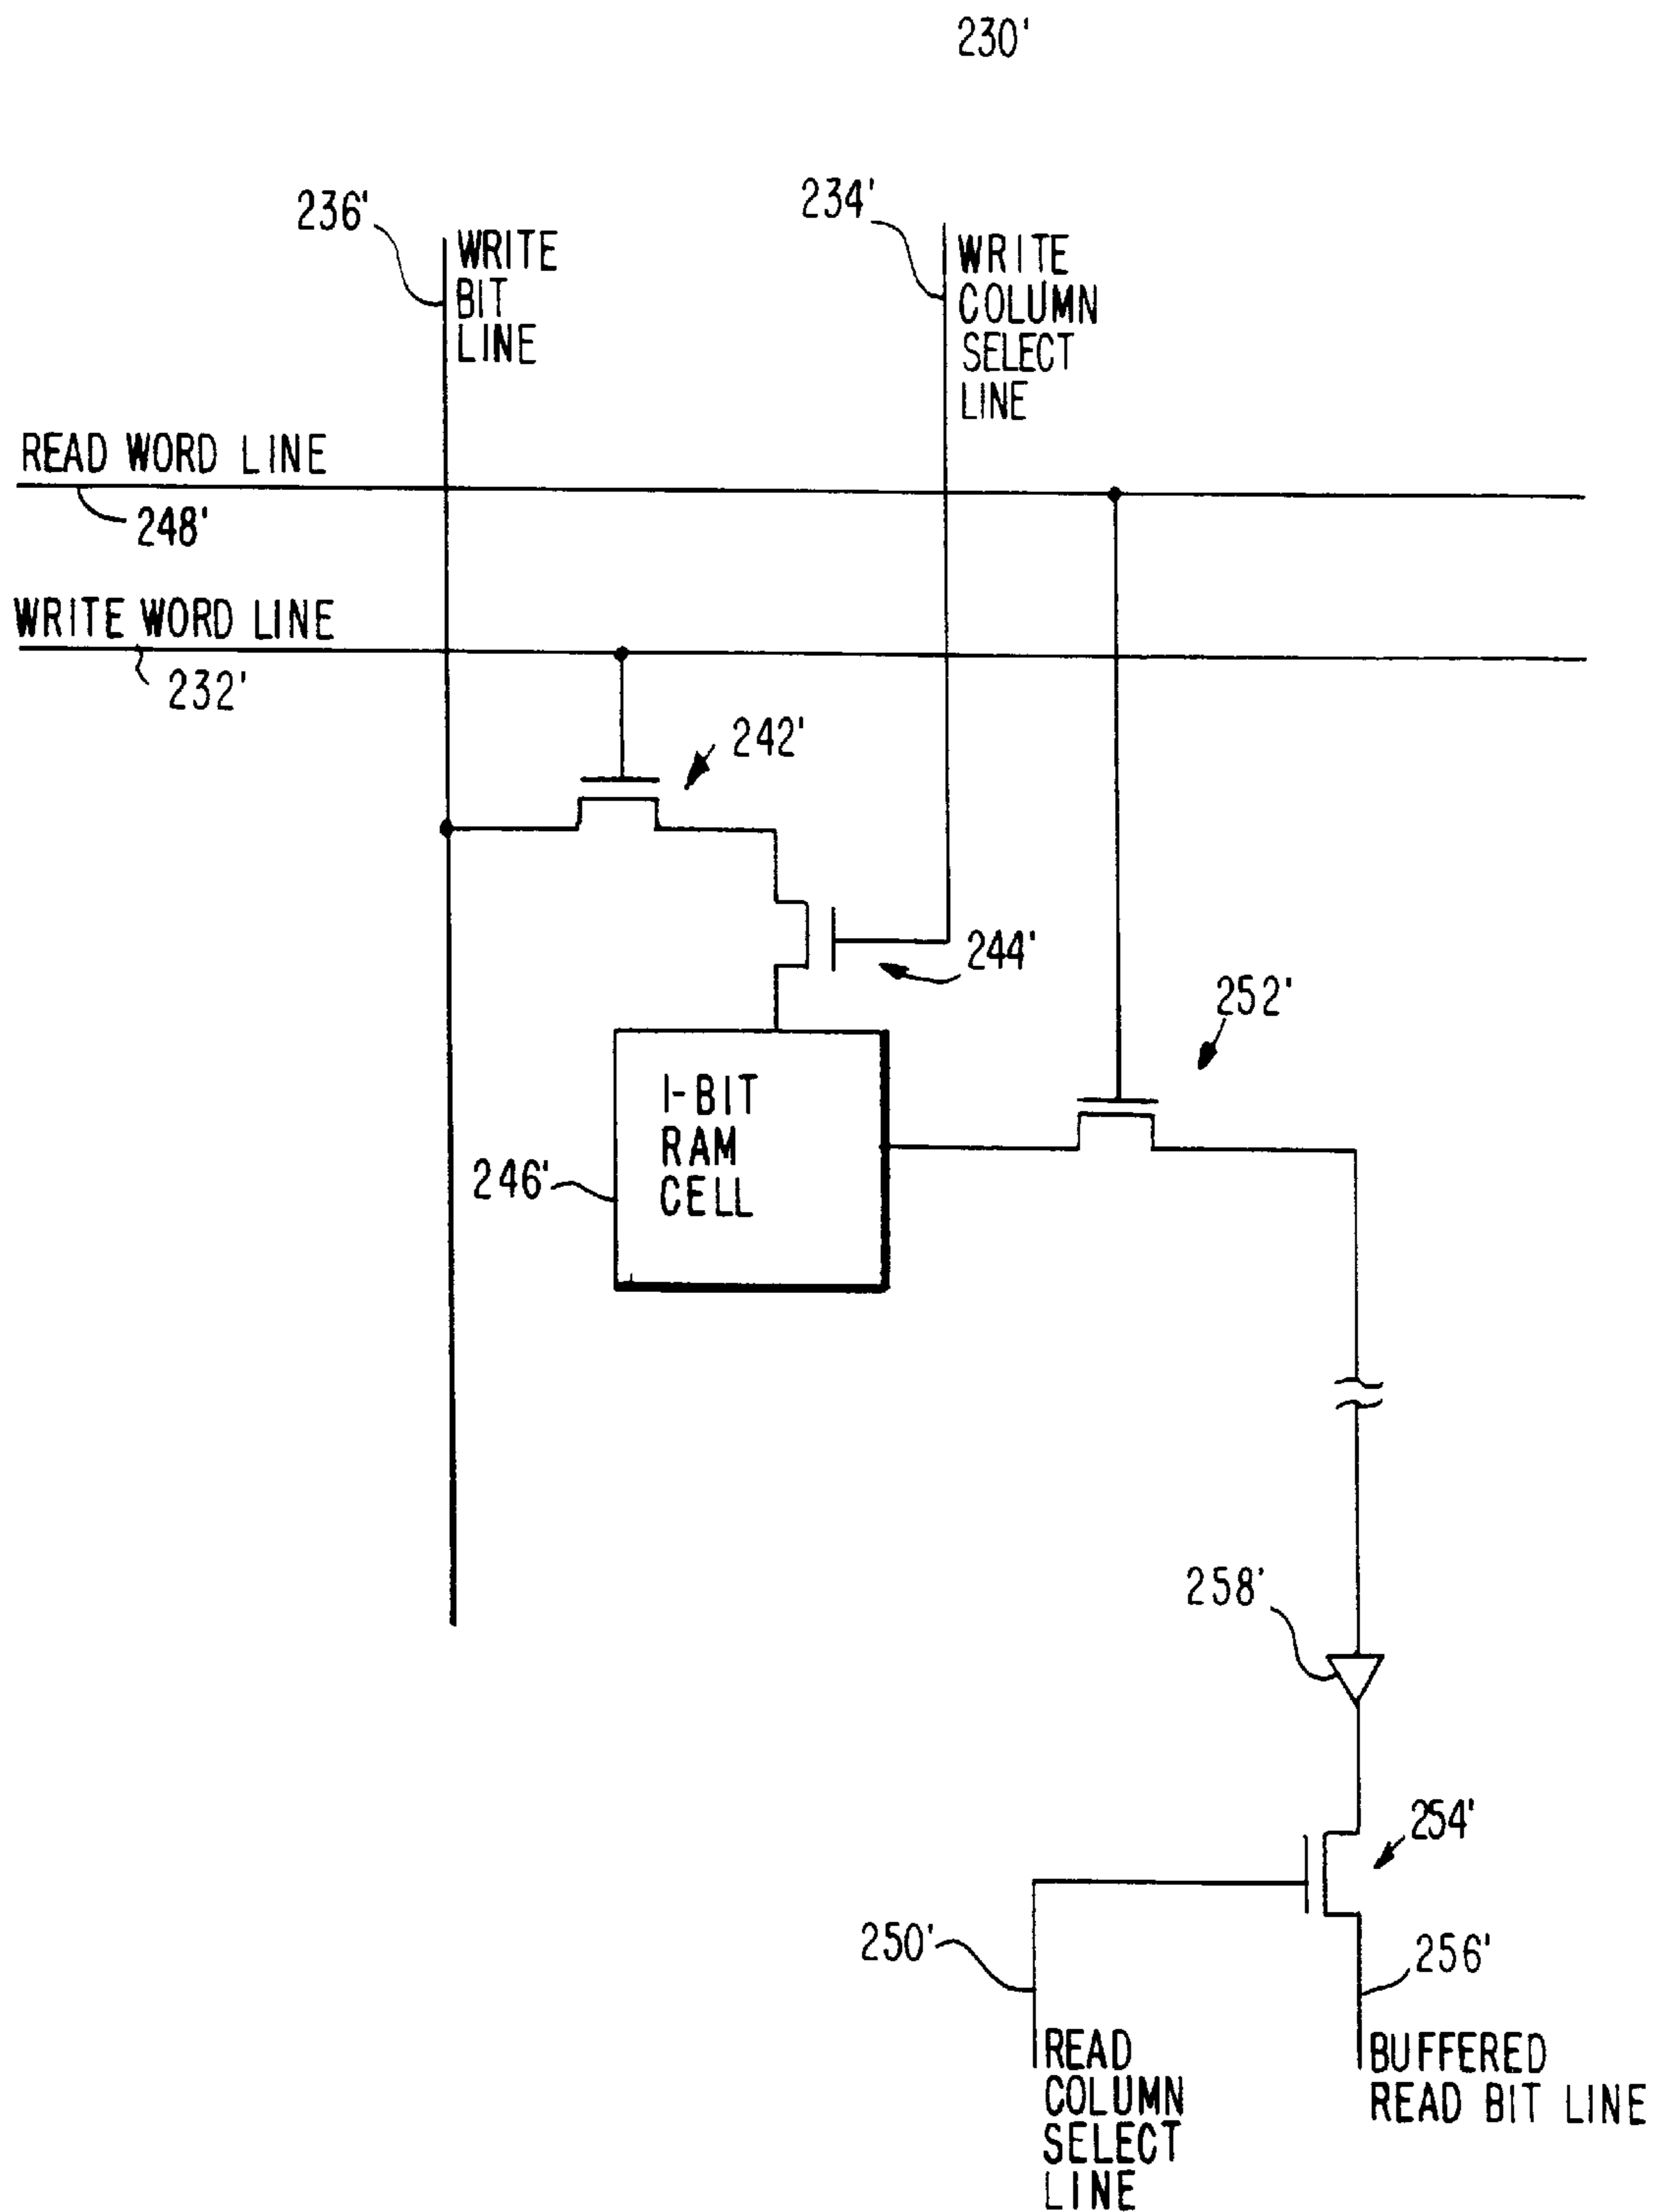 230'
236'
234'
WRITE
BIT
LINE
WRITE
COLUMN
SELECT
LINE
READ WORD LINE
248'
WRITE WORD LINE
232'
242'
244'
252'
1-BIT
RAM
CELL
246'
258'
254'
250'
256'
READ
COLUMN
SELECT
LINE
BUFFERED
READ BIT LINE